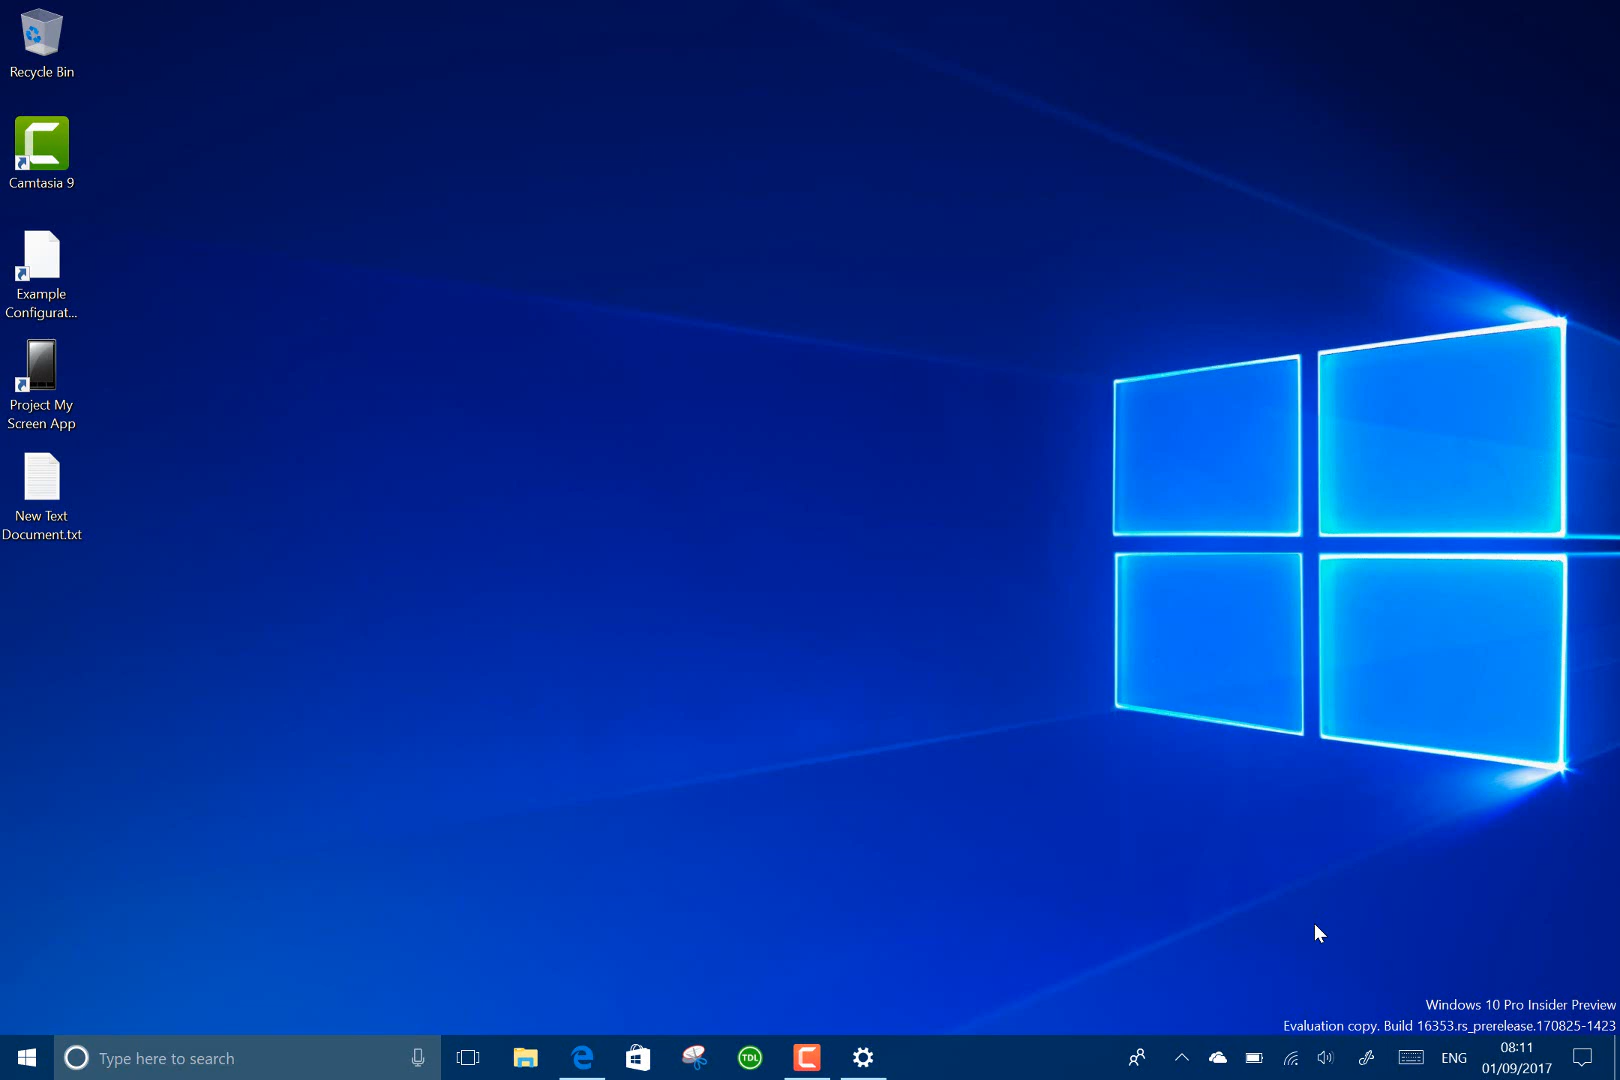 Recycle Bin
Camtasia 9
Example
Configurat...
Project My
Screen App
New Text
Document.txt
Windows 10 Pro Insider Preview
Evaluation copy. Build 16353.rs_prerelease.170825-1423
Type here to search
TDL
ENG
08:11
01/09/2017